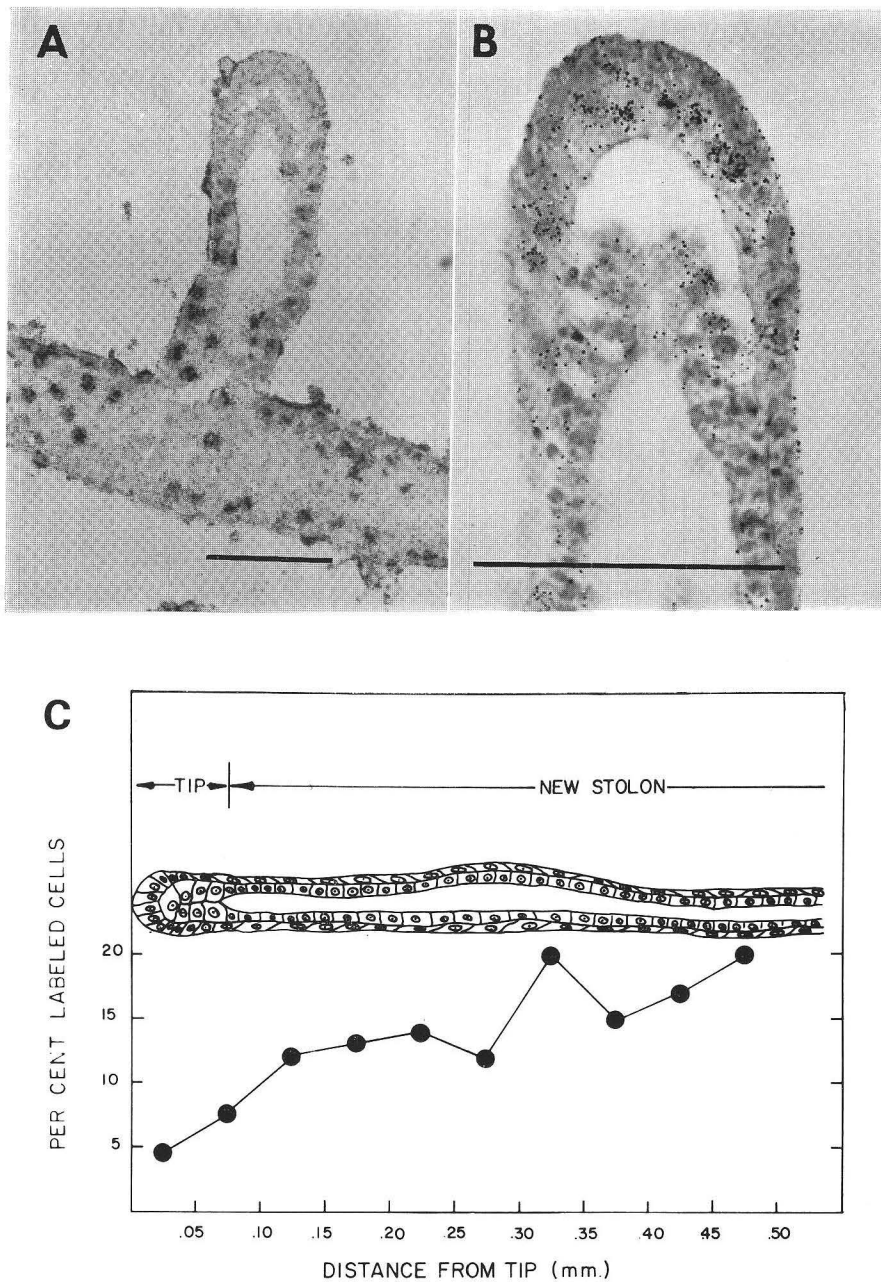 A
B
C
TIP
NEW STOLON
PER CENT LABELED CELLS
20
15
10
5
.05 .10 .15 .20 .25 .30 .35 .40 .45 .50
DISTANCE FROM TIP (mm.)